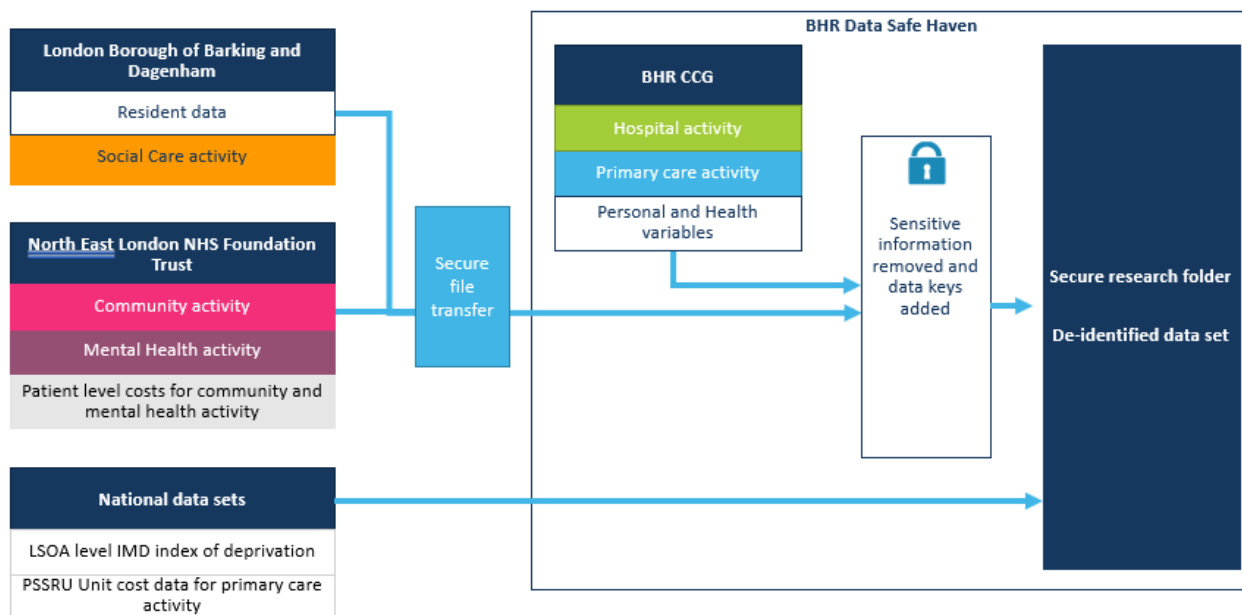 BHR Data Safe Haven
London Borough of Barking and
Dagenham
Resident data
Social Care activity
North East London NHS Foundation
Trust
Community activity
Mental Health activity
Patient level costs for community and
mental health activity
National data sets
LSOA level IMD index of deprivation
PSSRU Unit cost data for primary care
activity
Secure
file
transfer
BHR CCG
Hospital activity
Primary care activity
Personal and Health
variables
Sensitive
information
removed and
data keys
added
Secure research folder
De-identified data set